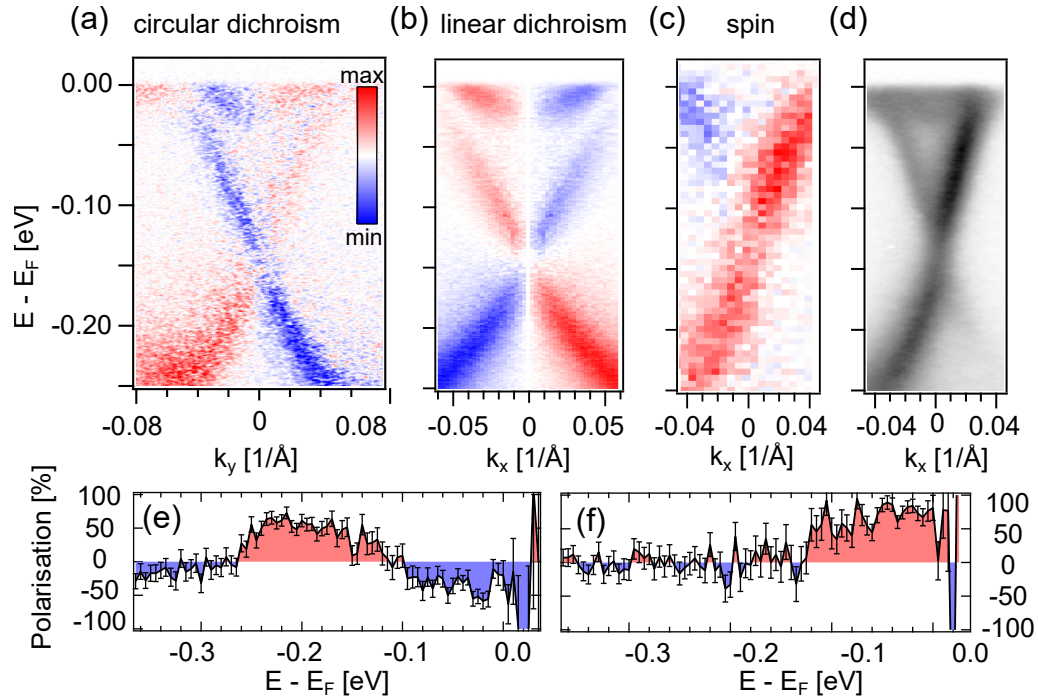 (a) circular dichroism
(b) linear dichroism
(c) spin
(d)
E - E_F [eV]
0.00
-0.10
-0.20
max
min
-0.08 0 0.08
k_y [1/Å]
-0.06 0 0.05
k_x [1/Å]
-0.04 0 0.04
k_x [1/Å]
-0.04 0 0.04
k_x [1/Å]
Polarisation [%]
100
50
0
-50
-100
(e)
-0.3 -0.2 -0.1 0.0
E - E_F [eV]
(f)
100
50
0
-50
-100
-0.3 -0.2 -0.1 0.0
E - E_F [eV]